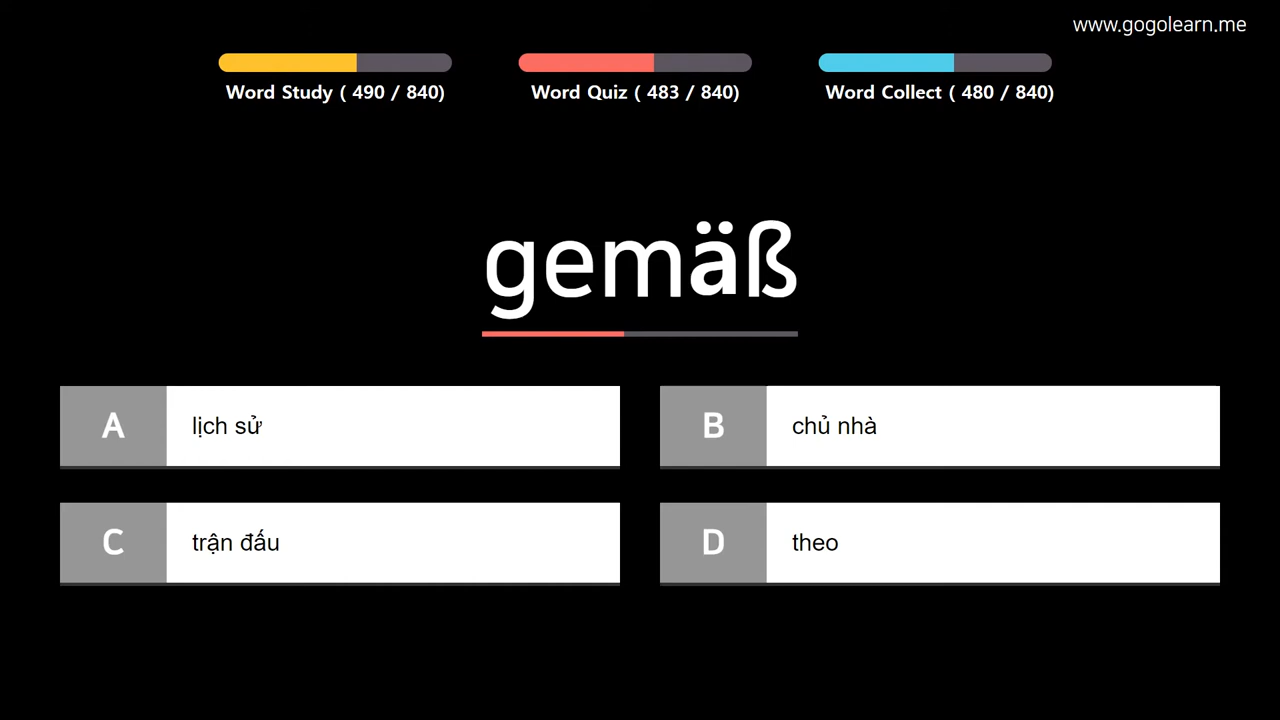 www.gogolearn.me
Word Study ( 490 / 840)
Word Quiz ( 483 / 840)
Word Collect ( 480 / 840)
gemäß
A lịch sử
B chủ nhà
C trận đấu
D theo